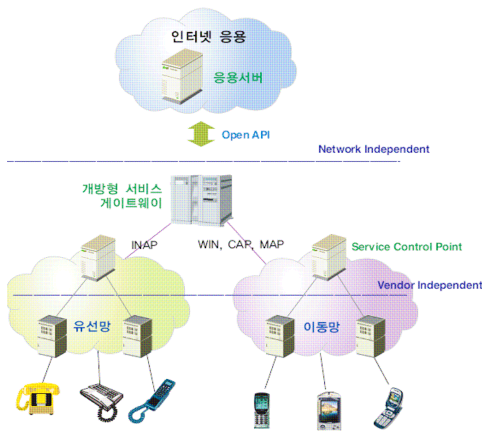 인터넷 응용
응용서버
Open API
Network Independent
개방형 서비스
게이트웨이
INAP
WIN, CAP, MAP
Service Control Point
Vendor Independent
유선망
이동망